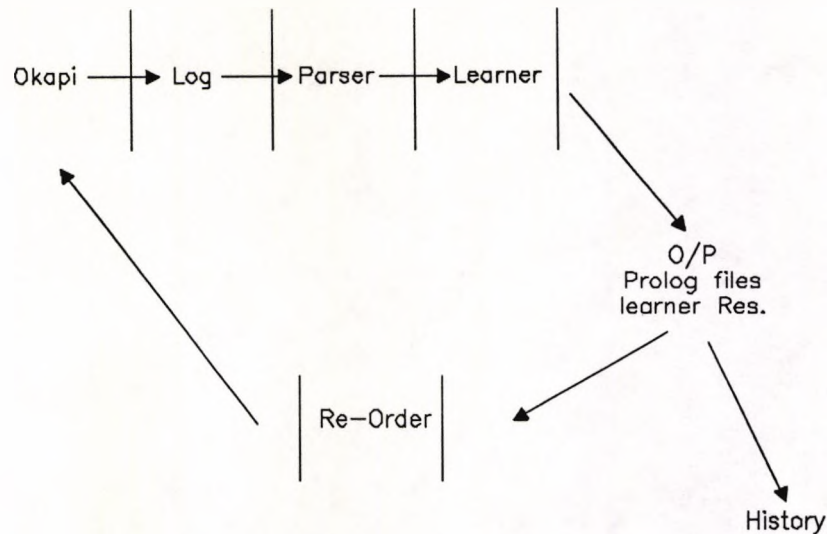 Okapi Log Parser Learner
O/P
Prolog files
learner Res.
Re-Order
History